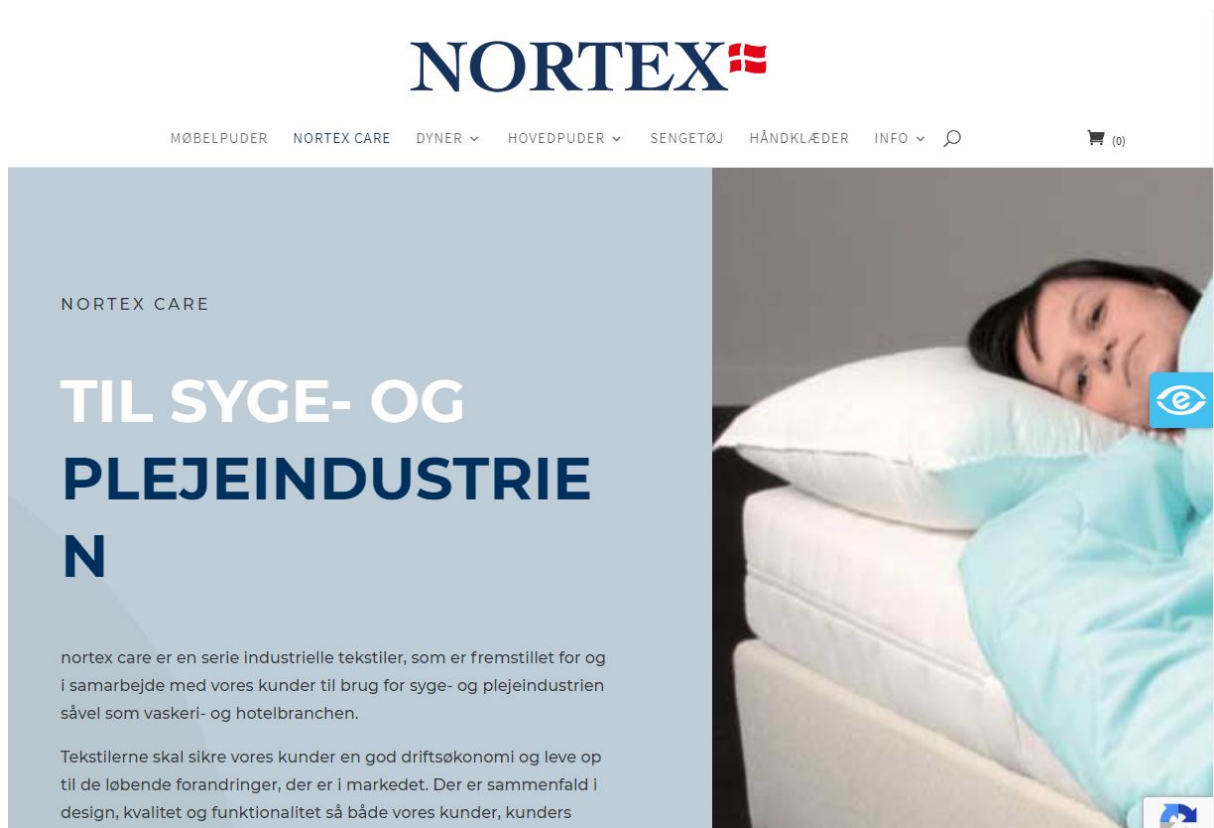 NORTEX
MØBELPUDER NORTEX CARE DYNER HOVEDPUDER SENGETØJ HÅNDKLÆDER INFO (0)
NORTEX CARE
TIL SYGE- OG
PLEJEINDUSTRIE
N
nortex care er en serie industrielle tekstiler, som er fremstillet for og
i samarbejde med vores kunder til brug for syge- og plejeindustrien
såvel som vaskeri- og hotelbranchen.
Tekstilerne skal sikre vores kunder en god driftsøkonomi og leve op
til de løbende forandringer, der er i markedet. Der er sammenfald i
design, kvalitet og funktionalitet så både vores kunder, kunders
e